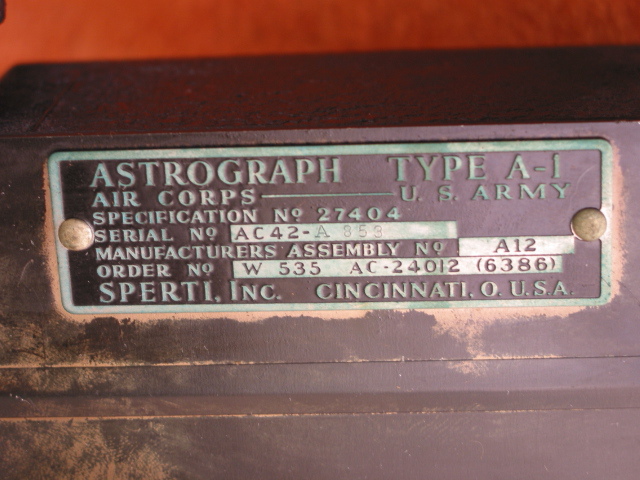 ASTROGRAPH TYPE A-1
AIR CORPS U. S. ARMY
SPECIFICATION Nº 27404
SERIAL Nº AC42-A
MANUFACTURERS ASSEMBLY Nº A12
ORDER Nº W 535 AC-24012 (6386)
SPERTI, INC. CINCINNATI, O. U.S.A.